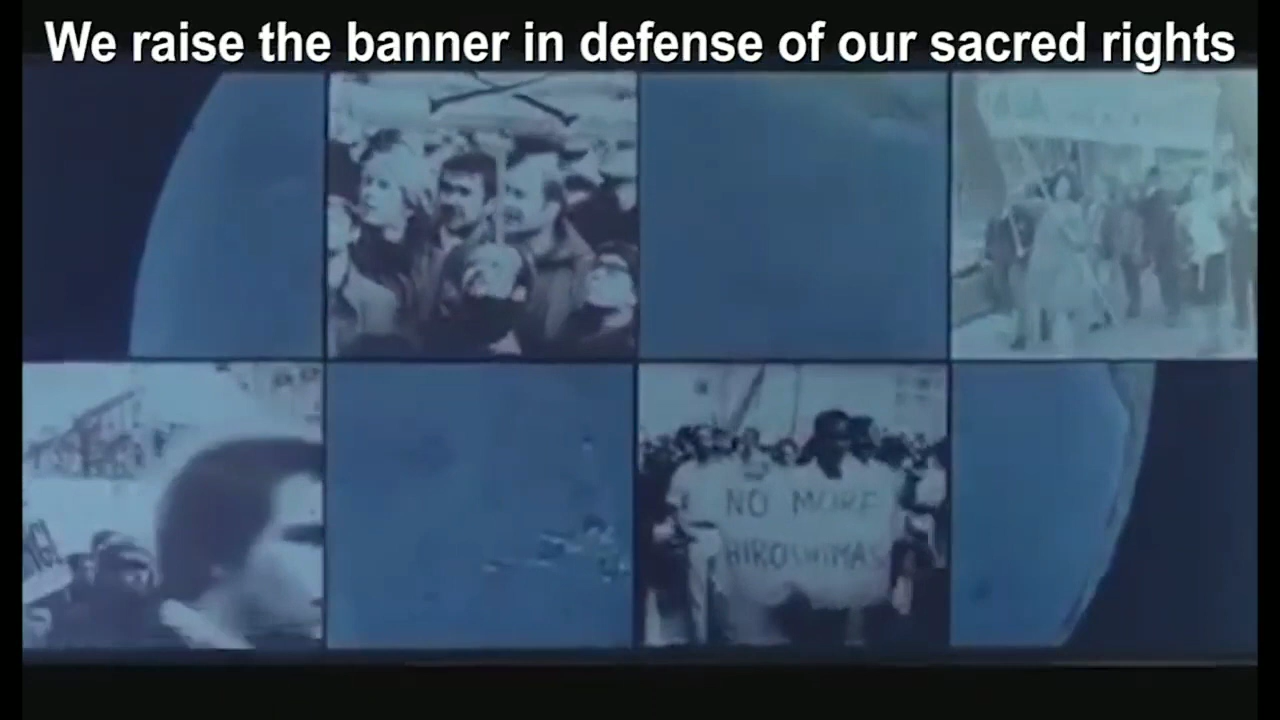 We raise the banner in defense of our sacred rights
NO MORE
HIROSHIMAS